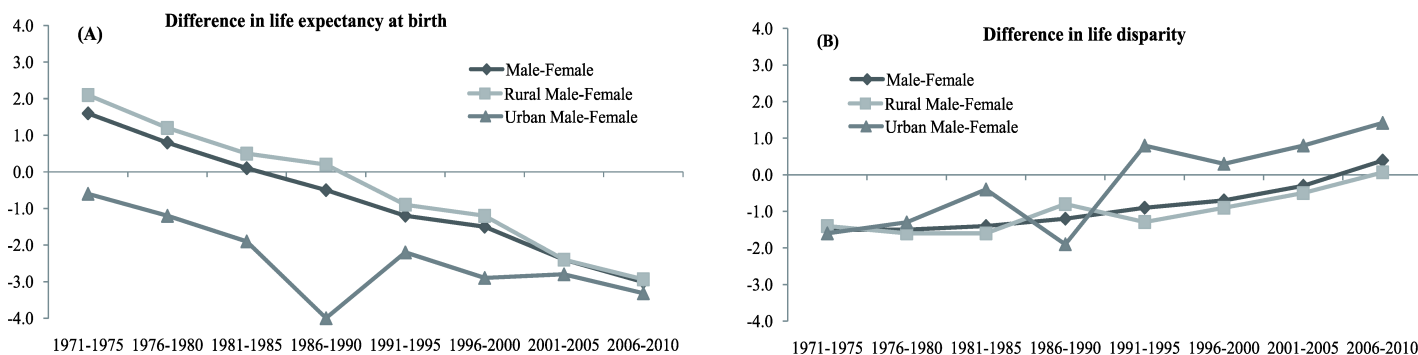 Difference in life expectancy at birth
(A)
4.0
3.0
2.0
1.0
0.0
-1.0
-2.0
-3.0
-4.0
Male-Female
Rural Male-Female
Urban Male-Female
1971-1975 1976-1980 1981-1985 1986-1990 1991-1995 1996-2000 2001-2005 2006-2010
Difference in life disparity
(B)
4.0
3.0
2.0
1.0
0.0
-1.0
-2.0
-3.0
-4.0
Male-Female
Rural Male-Female
Urban Male-Female
1971-1975 1976-1980 1981-1985 1986-1990 1991-1995 1996-2000 2001-2005 2006-2010